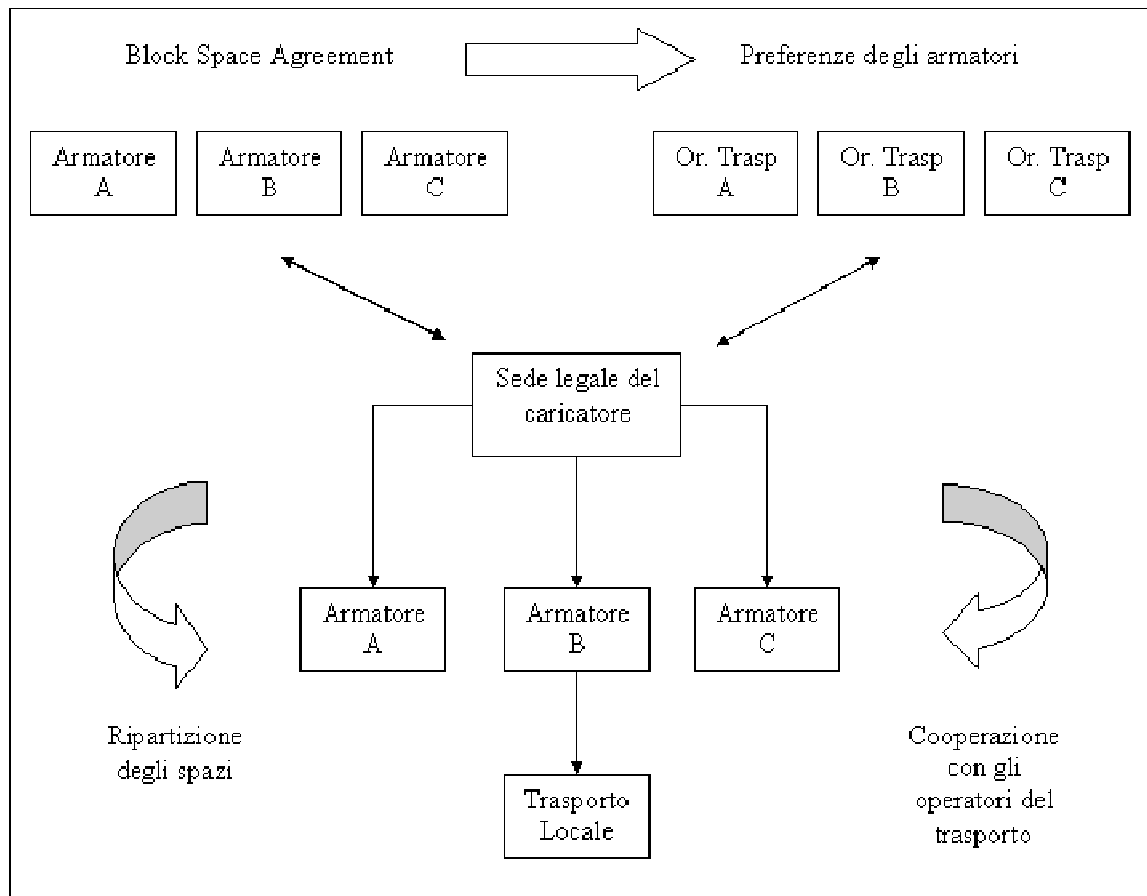 Block Space Agreement
Preferenze degli armatori
Armatore
A
Armatore
B
Armatore
C
Or. Trasp
A
Or. Trasp
B
Or. Trasp
C
Sede legale del
caricatore
Armatore
A
Armatore
B
Armatore
C
Ripartizione
degli spazi
Cooperazione
con gli
operatori del
trasporto
Trasporto
Locale